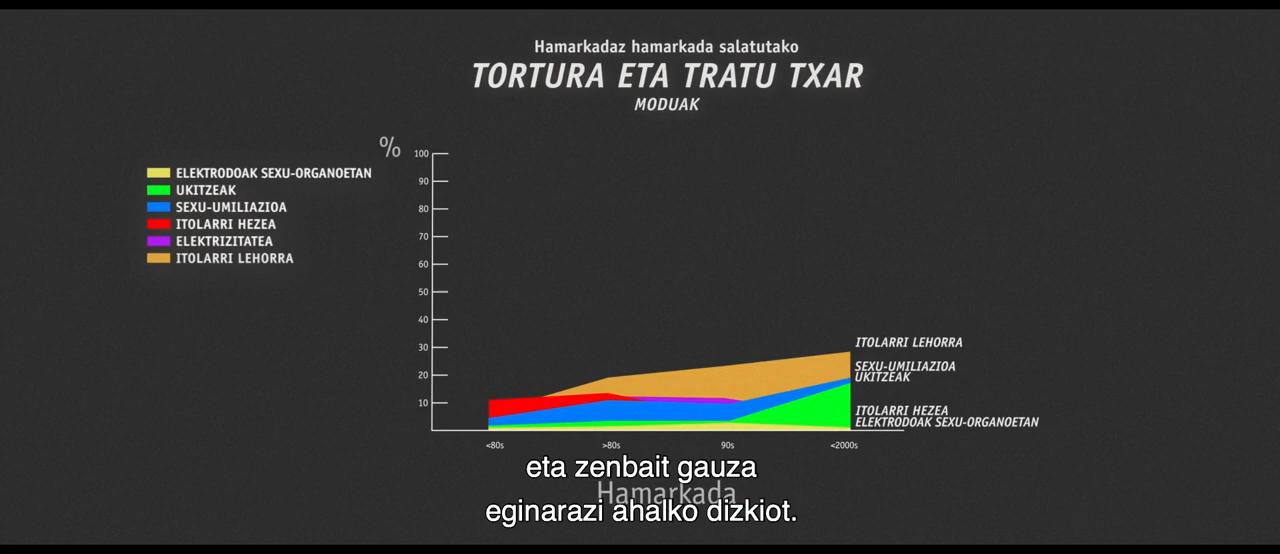 Hamarkadaz hamarkada salatutako
TORTURA ETA TRATU TXAR
MODUAK
%
ELEKTRODOAK SEXU-ORGANOETAN
UKITZEAK
SEXU-UMILIAZIOA
ITOLARRI HEZEA
ELEKTRIZITATEA
ITOLARRI LEHORRA
100
90
80
70
60
50
40
30
20
10
ITOLARRI LEHORRA
SEXU-UMILIAZIOA
UKITZEAK
ITOLARRI HEZEA
ELEKTRODOAK SEXU-ORGANOETAN
<80s >80s 90s <2000s
Hamarkada
eta zenbait gauza
eginarazi ahalko dizkiot.